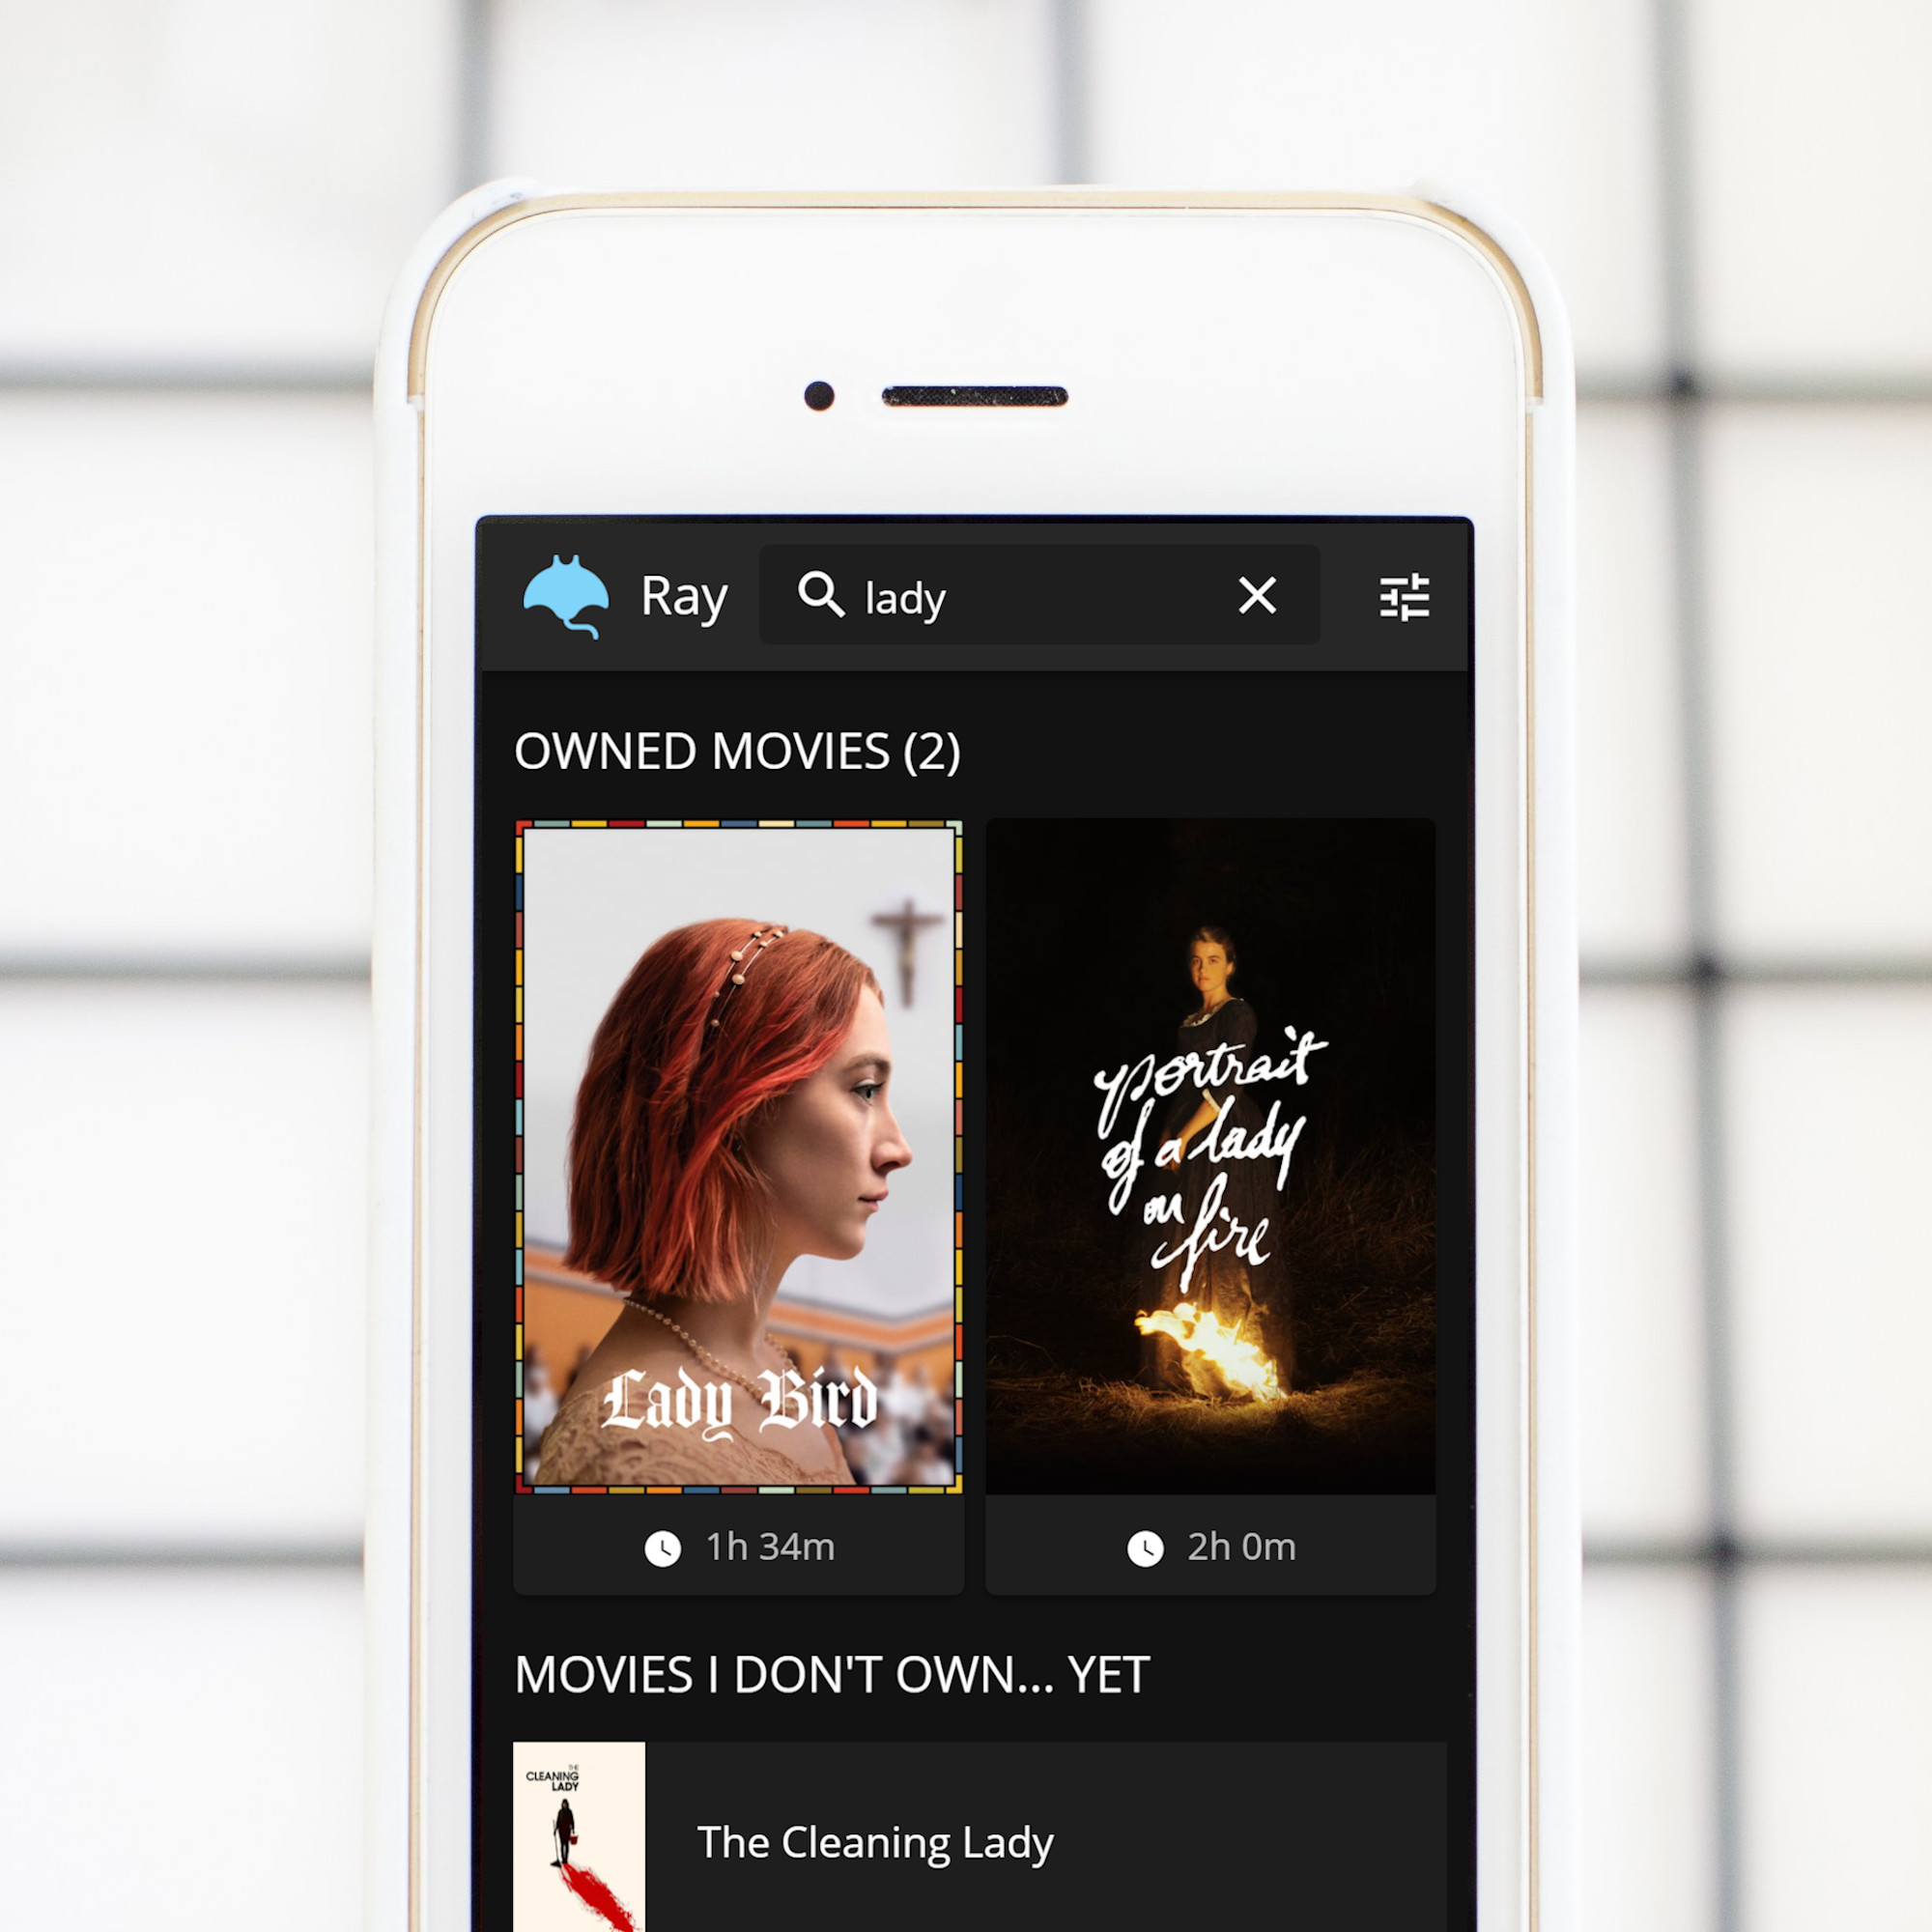 Ray
lady
OWNED MOVIES (2)
Lady Bird
portrait
of a lady
on
fire
1h 34m
2h 0m
MOVIES I DON'T OWN... YET
THE
CLEANING
LADY
The Cleaning Lady